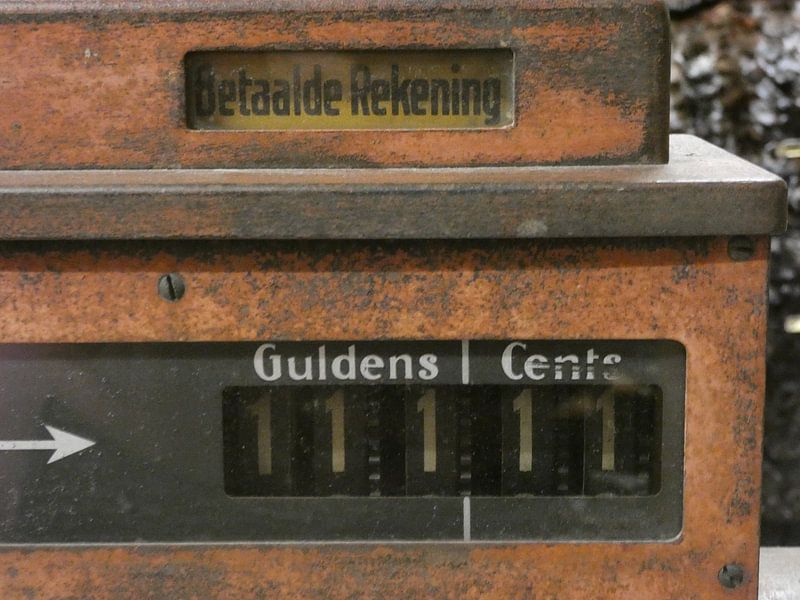 Betaalde Rekening
Guldens | Cents
1 1 1 1 1